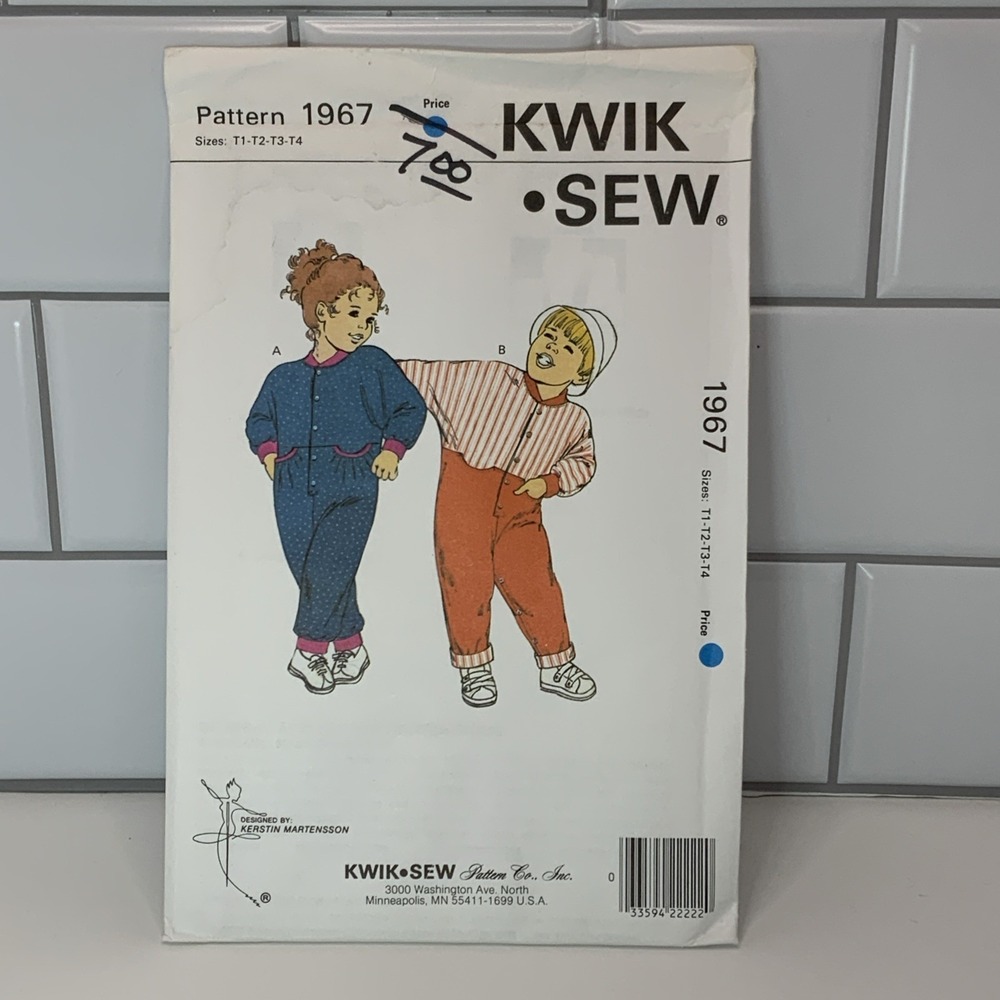 Pattern 1967
Sizes: T1-T2-T3-T4
Price
7.00
KWIK
•SEW®
A
B
1967
Sizes: T1-T2-T3-T4
Price
DESIGNED BY:
KERSTIN MARTENSSON
®
KWIK•SEW Pattern Co., Inc.
3000 Washington Ave. North
Minneapolis, MN 55411-1699 U.S.A.
0
33594 22222